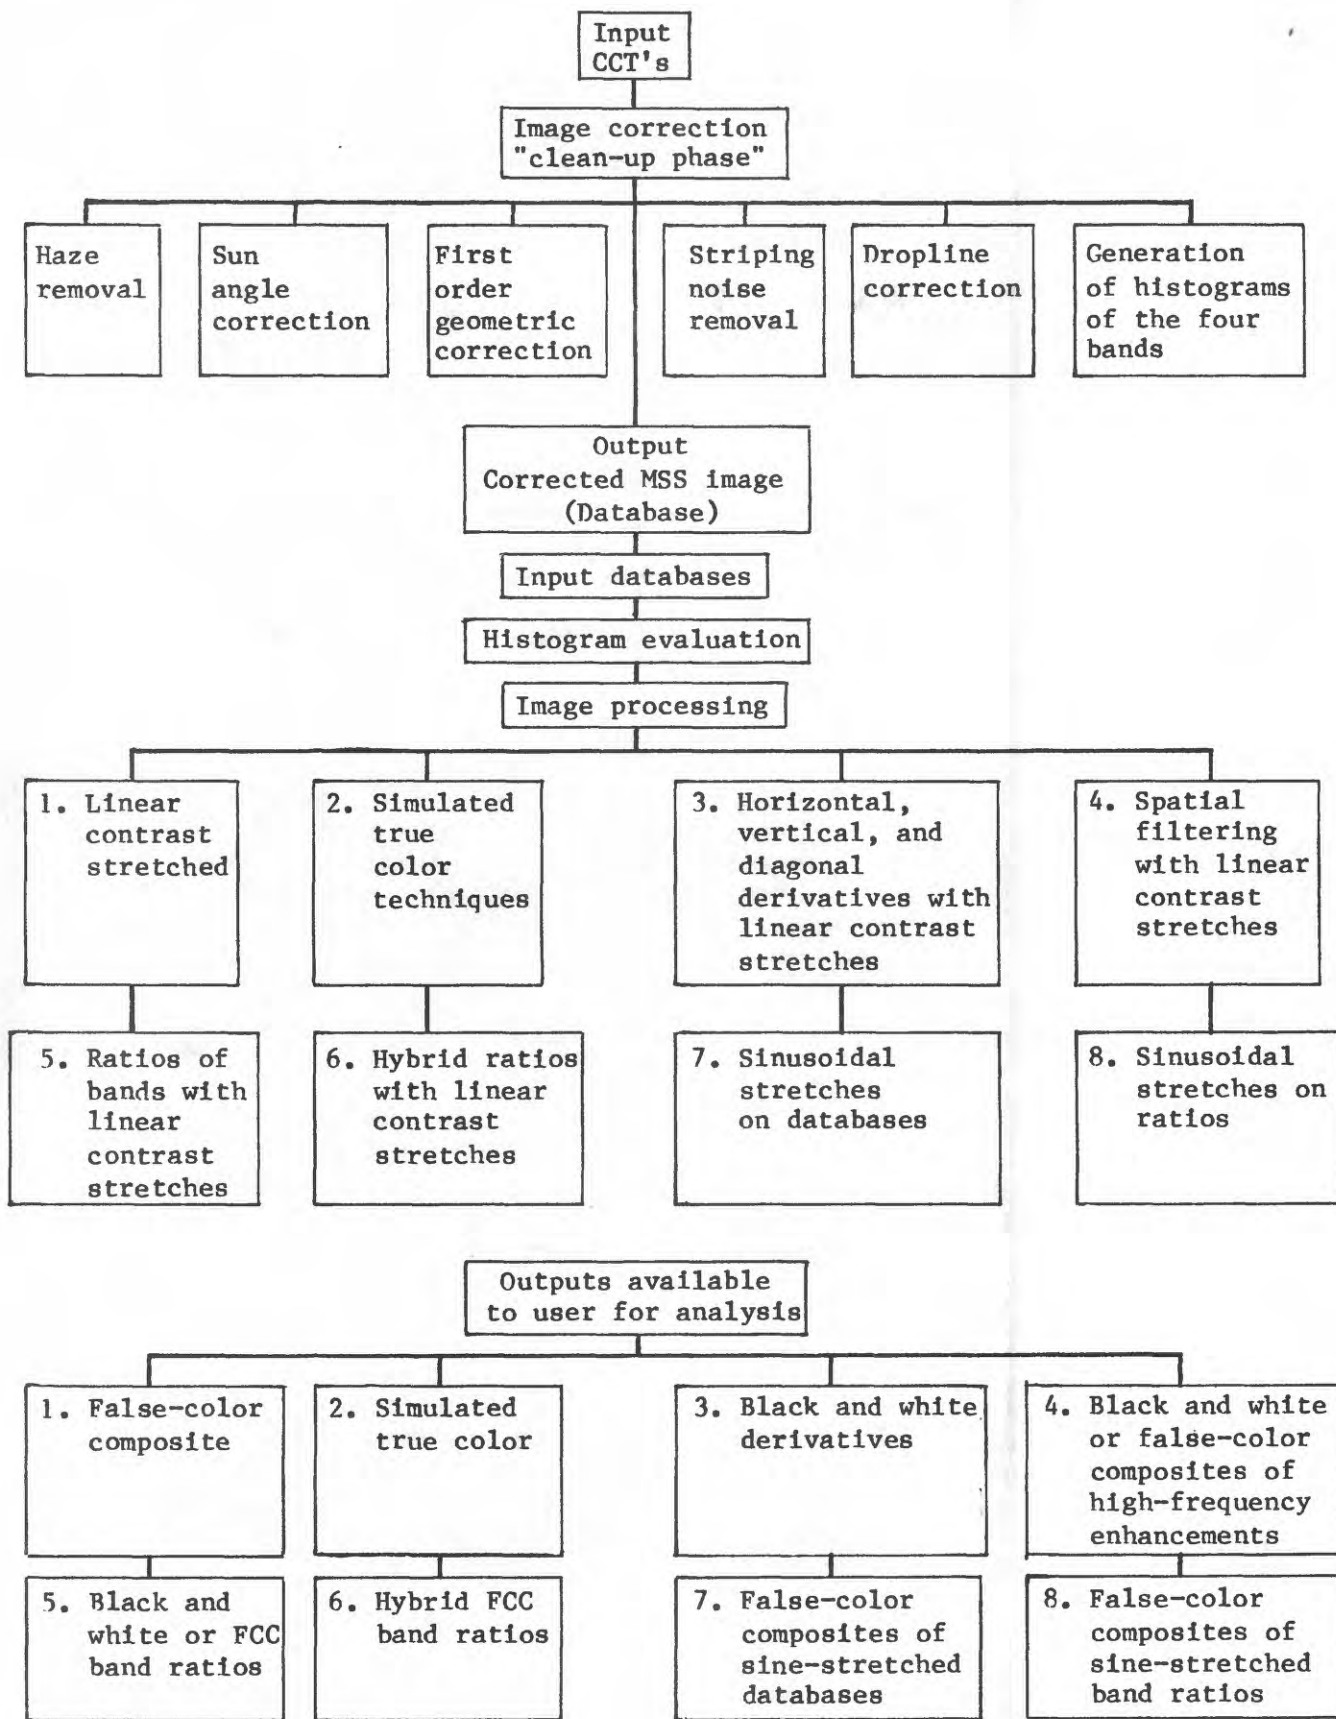 Input
CCT's
Image correction
"clean-up phase"
Haze
removal
Sun
angle
correction
First
order
geometric
correction
Striping
noise
removal
Dropline
correction
Generation
of histograms
of the four
bands
Output
Corrected MSS image
(Database)
Input databases
Histogram evaluation
Image processing
1. Linear
contrast
stretched
2. Simulated
true
color
techniques
3. Horizontal,
vertical, and
diagonal
derivatives with
linear contrast
stretches
4. Spatial
filtering
with linear
contrast
stretches
5. Ratios of
bands with
linear
contrast
stretches
6. Hybrid ratios
with linear
contrast
stretches
7. Sinusoidal
stretches
on databases
8. Sinusoidal
stretches on
ratios
Outputs available
to user for analysis
1. False-color
composite
2. Simulated
true color
3. Black and white
derivatives
4. Black and white
or false-color
composites of
high-frequency
enhancements
5. Black and
white or FCC
band ratios
6. Hybrid FCC
band ratios
7. False-color
composites of
sine-stretched
databases
8. False-color
composites of
sine-stretched
band ratios